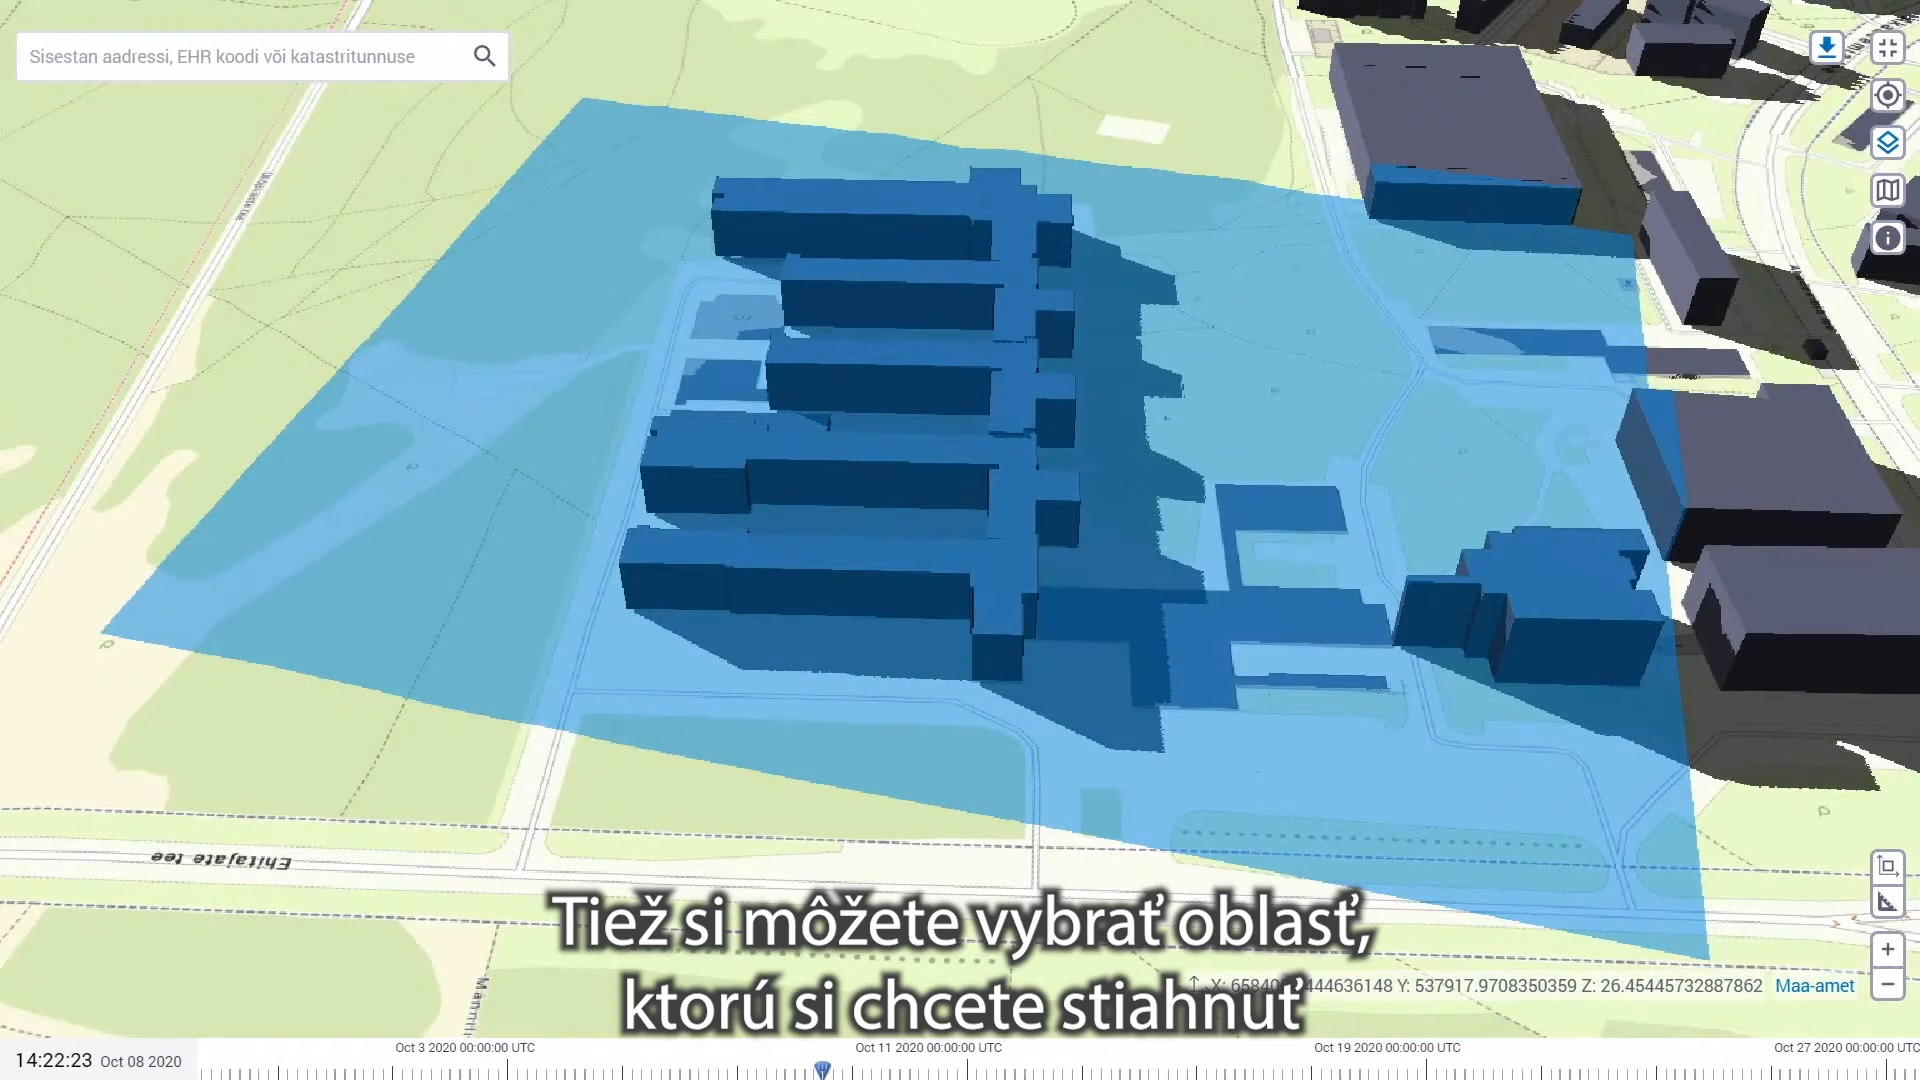 Sisestan aadressi, EHR koodi või katastritunnuse
Ehitajate tee
Tiež si môžete vybrať oblasť,
ktorú si chcete stiahnuť
444636148 Y: 537917.9708350359 Z: 26.45445732887862 Maa-amet
14:22:23 Oct 08 2020
Oct 3 2020 00:00:00 UTC
Oct 11 2020 00:00:00 UTC
Oct 19 2020 00:00:00 UTC
Oct 27 2020 00:00:00 UTC